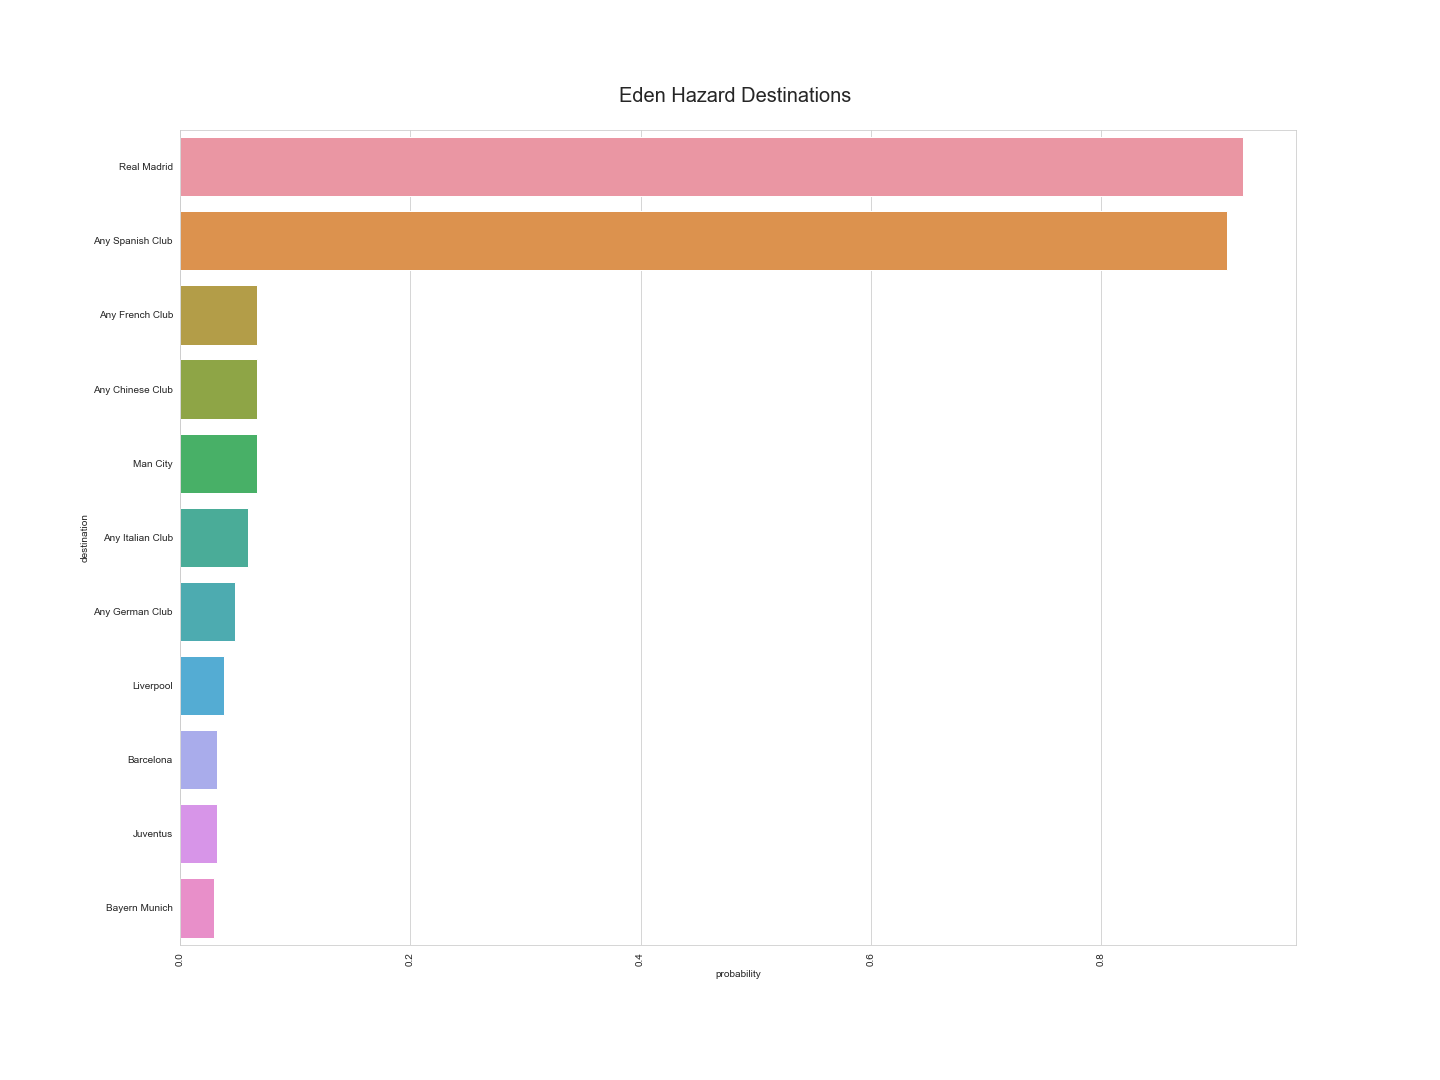 Eden Hazard Destinations
Real Madrid
Any Spanish Club
Any French Club
Any Chinese Club
Man City
Any Italian Club
Any German Club
Liverpool
Barcelona
Juventus
Bayern Munich
destination
0.0
0.2
0.4
0.6
0.8
probability